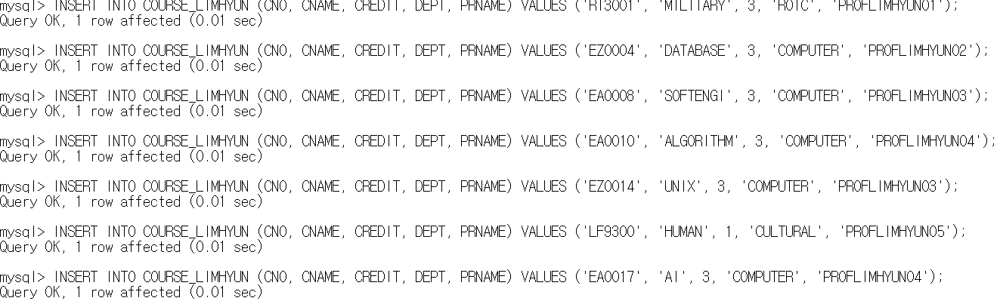 mysql> INSERT INTO COURSE_LIMHYUN (CNO, CNAME, CREDIT, DEPT, PRNAME) VALUES ('RT3001', 'MILITARY', 3, 'ROTC', 'PROFLIMHYUN01');
Query OK, 1 row affected (0.01 sec)
mysql> INSERT INTO COURSE_LIMHYUN (CNO, CNAME, CREDIT, DEPT, PRNAME) VALUES ('EZ0004', 'DATABASE', 3, 'COMPUTER', 'PROFLIMHYUN02');
Query OK, 1 row affected (0.01 sec)
mysql> INSERT INTO COURSE_LIMHYUN (CNO, CNAME, CREDIT, DEPT, PRNAME) VALUES ('EA0008', 'SOFTENGI', 3, 'COMPUTER', 'PROFLIMHYUN03');
Query OK, 1 row affected (0.01 sec)
mysql> INSERT INTO COURSE_LIMHYUN (CNO, CNAME, CREDIT, DEPT, PRNAME) VALUES ('EA0010', 'ALGORITHM', 3, 'COMPUTER', 'PROFLIMHYUN04');
Query OK, 1 row affected (0.01 sec)
mysql> INSERT INTO COURSE_LIMHYUN (CNO, CNAME, CREDIT, DEPT, PRNAME) VALUES ('EZ0014', 'UNIX', 3, 'COMPUTER', 'PROFLIMHYUN03');
Query OK, 1 row affected (0.01 sec)
mysql> INSERT INTO COURSE_LIMHYUN (CNO, CNAME, CREDIT, DEPT, PRNAME) VALUES ('LF9300', 'HUMAN', 1, 'CULTURAL', 'PROFLIMHYUN05');
Query OK, 1 row affected (0.01 sec)
mysql> INSERT INTO COURSE_LIMHYUN (CNO, CNAME, CREDIT, DEPT, PRNAME) VALUES ('EA0017', 'AI', 3, 'COMPUTER', 'PROFLIMHYUN04');
Query OK, 1 row affected (0.01 sec)